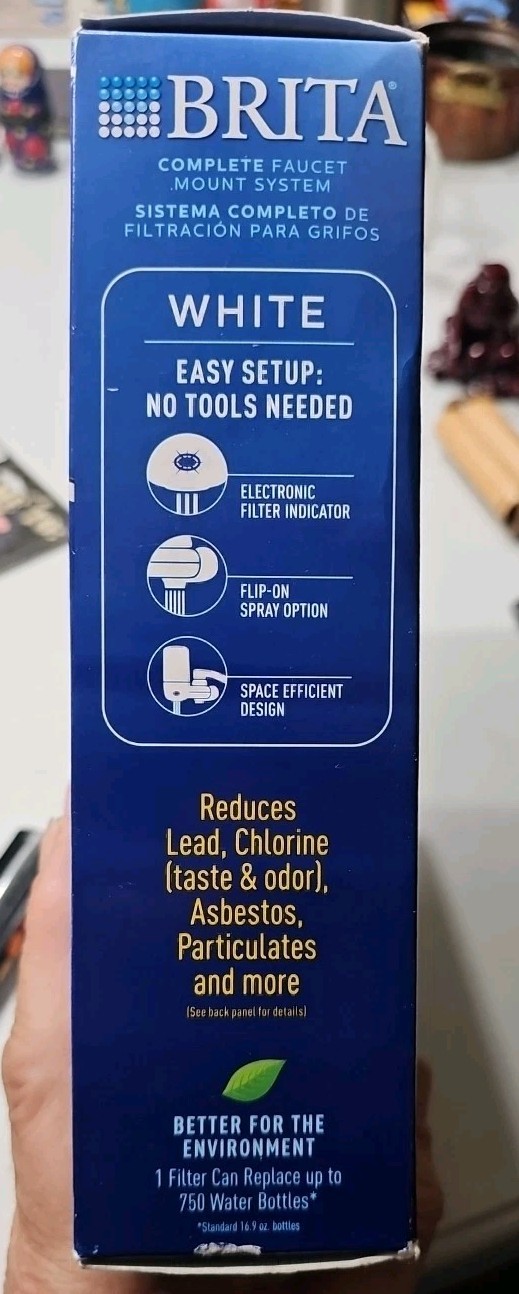 BRITA®
COMPLETE FAUCET
MOUNT SYSTEM
SISTEMA COMPLETO DE
FILTRACIÓN PARA GRIFOS
WHITE
EASY SETUP:
NO TOOLS NEEDED
ELECTRONIC
FILTER INDICATOR
FLIP-ON
SPRAY OPTION
SPACE EFFICIENT
DESIGN
Reduces
Lead, Chlorine
(taste & odor),
Asbestos,
Particulates
and more
(See back panel for details)
BETTER FOR THE
ENVIRONMENT
1 Filter Can Replace up to
750 Water Bottles*
*Standard 16.9 oz. bottles